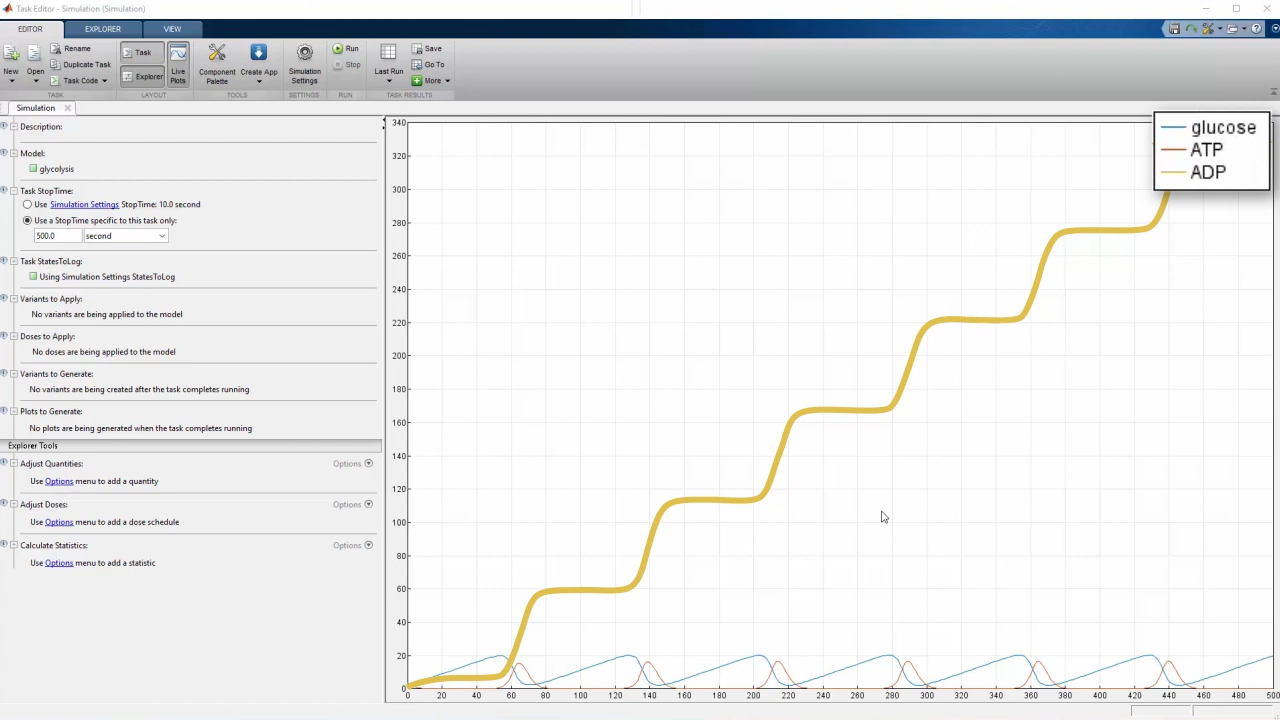 Task Editor - Simulation (Simulation)
EDITOR EXPLORER VIEW
New
Open
Rename
Duplicate Task
Task Code
TASK
Task
Explorer
Live Plots
LAYOUT
Component Palette
Create App
TOOLS
Simulation Settings
SETTINGS
Run
Stop
RUN
Last Run
Save
Go To
More
TASK RESULTS
Simulation
Description:
Model:
glycolysis
Task StopTime:
Use Simulation Settings StopTime: 10.0 second
Use a StopTime specific to this task only:
500.0 second
Task StatesToLog:
Using Simulation Settings StatesToLog
Variants to Apply:
No variants are being applied to the model
Doses to Apply:
No doses are being applied to the model
Variants to Generate:
No variants are being created after the task completes running
Plots to Generate:
No plots are being generated when the task completes running
Explorer Tools
Adjust Quantities: Options
Use Options menu to add a quantity
Adjust Doses: Options
Use Options menu to add a dose schedule
Calculate Statistics: Options
Use Options menu to add a statistic
glucose
ATP
ADP
340
320
300
280
260
240
220
200
180
160
140
120
100
80
60
40
20
0
0 20 40 60 80 100 120 140 160 180 200 220 240 260 280 300 320 340 360 380 400 420 440 460 480 500